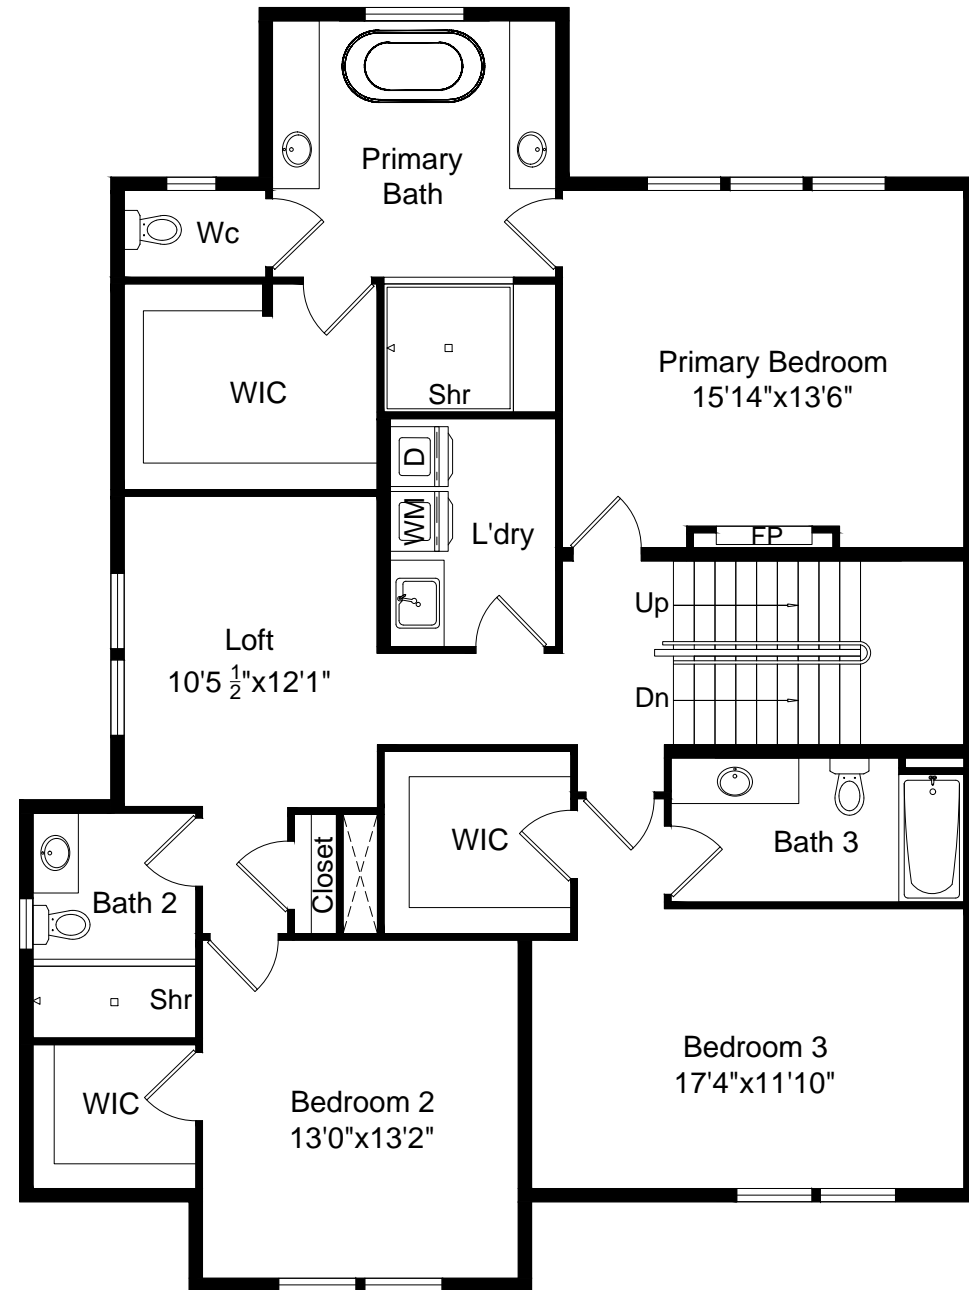 Primary
Bath
Wc
Primary Bedroom
15'14"x13'6"
WIC
Shr
D
WM
L'dry
FP
Up
Loft
10'5 1/2"x12'1"
Dn
WIC
Bath 3
Closet
Bath 2
Shr
Bedroom 3
17'4"x11'10"
WIC
Bedroom 2
13'0"x13'2"